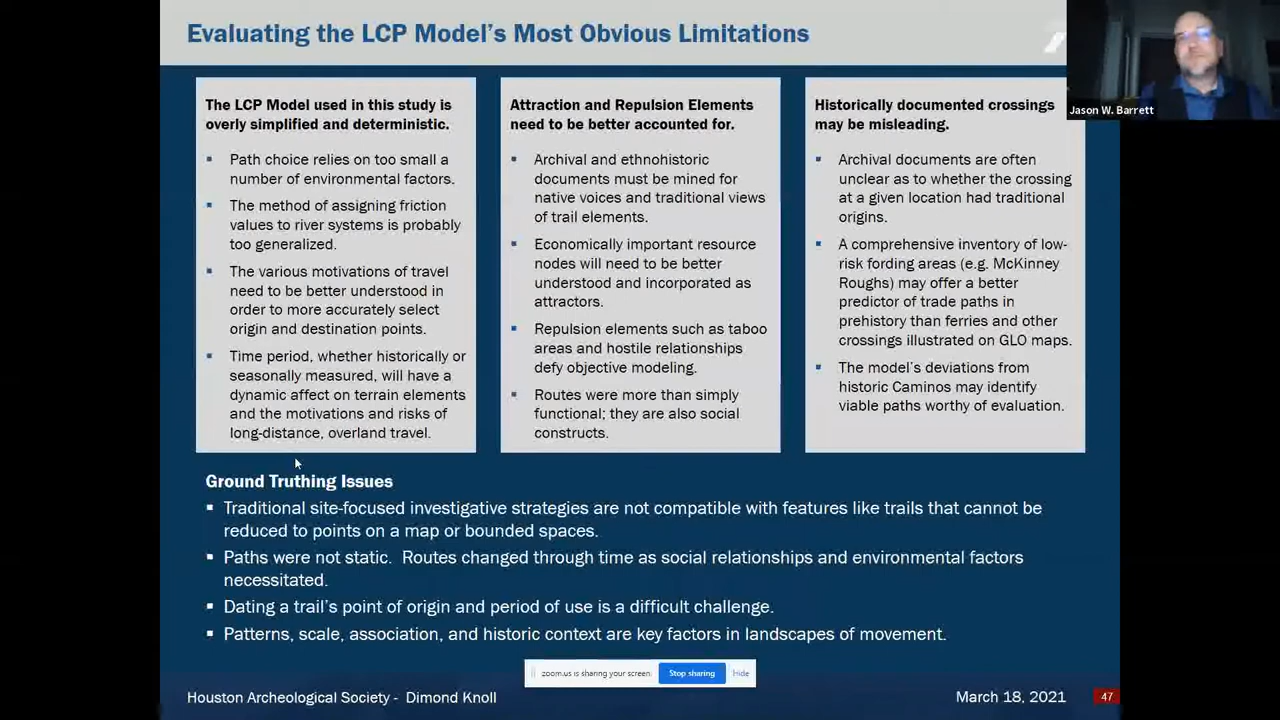 Evaluating the LCP Model's Most Obvious Limitations
Jason W. Barrett
The LCP Model used in this study is
overly simplified and deterministic.
▪ Path choice relies on too small a
number of environmental factors.
▪ The method of assigning friction
values to river systems is probably
too generalized.
▪ The various motivations of travel
need to be better understood in
order to more accurately select
origin and destination points.
▪ Time period, whether historically or
seasonally measured, will have a
dynamic affect on terrain elements
and the motivations and risks of
long-distance, overland travel.
Attraction and Repulsion Elements
need to be better accounted for.
▪ Archival and ethnohistoric
documents must be mined for
native voices and traditional views
of trail elements.
▪ Economically important resource
nodes will need to be better
understood and incorporated as
attractors.
▪ Repulsion elements such as taboo
areas and hostile relationships
defy objective modeling.
▪ Routes were more than simply
functional; they are also social
constructs.
Historically documented crossings
may be misleading.
▪ Archival documents are often
unclear as to whether the crossing
at a given location had traditional
origins.
▪ A comprehensive inventory of low-
risk fording areas (e.g. McKinney
Roughs) may offer a better
predictor of trade paths in
prehistory than ferries and other
crossings illustrated on GLO maps.
▪ The model's deviations from
historic Caminos may identify
viable paths worthy of evaluation.
Ground Truthing Issues
▪ Traditional site-focused investigative strategies are not compatible with features like trails that cannot be
reduced to points on a map or bounded spaces.
▪ Paths were not static. Routes changed through time as social relationships and environmental factors
necessitated.
▪ Dating a trail's point of origin and period of use is a difficult challenge.
▪ Patterns, scale, association, and historic context are key factors in landscapes of movement.
zoom.us is sharing your screen. Stop sharing Hide
Houston Archeological Society - Dimond Knoll March 18, 2021 47